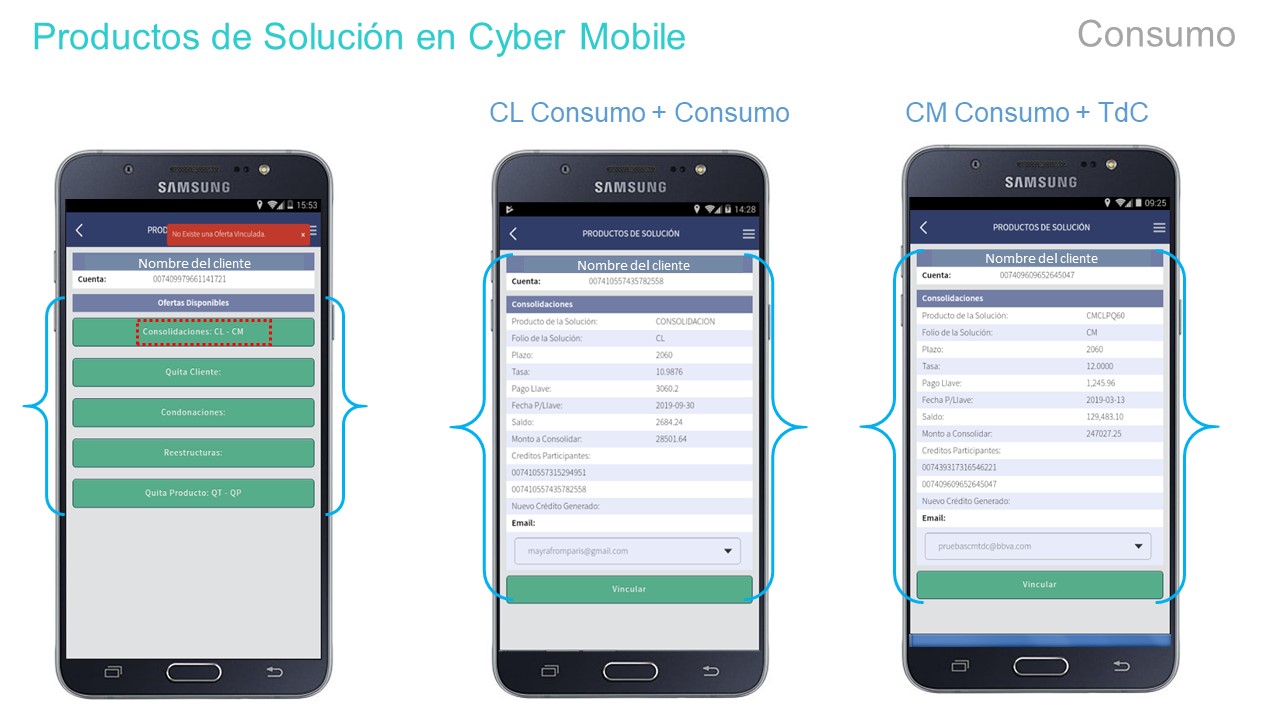 Productos de Solución en Cyber Mobile
Consumo
CL Consumo + Consumo
CM Consumo + TdC
SAMSUNG
15:53
PROD
No Existe una Oferta Vinculada. x
Nombre del cliente
Cuenta: 007409979661141721
Ofertas Disponibles
Consolidaciones: CL - CM
Quita Cliente:
Condonaciones:
Reestructuras:
Quita Producto: QT - QP
SAMSUNG
14:28
PRODUCTOS DE SOLUCIÓN
Nombre del cliente
Cuenta: 007410557435782558
Consolidaciones
Producto de la Solución: CONSOLIDACION
Folio de la Solución: CL
Plazo: 2060
Tasa: 10.9876
Pago Llave: 3060.2
Fecha P/Llave: 2019-09-30
Saldo: 2684.24
Monto a Consolidar: 28501.64
Creditos Participantes:
007410557315294951
007410557435782558
Nuevo Crédito Generado:
Email:
mayrafromparis@gmail.com
Vincular
SAMSUNG
09:25
PRODUCTOS DE SOLUCIÓN
Nombre del cliente
Cuenta: 007409609652645047
Consolidaciones
Producto de la Solución: CMCLPQ60
Folio de la Solución: CM
Plazo: 2060
Tasa: 12.0000
Pago Llave: 1,245.96
Fecha P/Llave: 2019-03-13
Saldo: 129,483.10
Monto a Consolidar: 247027.25
Creditos Participantes:
007439317316546221
007409609652645047
Nuevo Crédito Generado:
Email:
pruebascmtdc@bbva.com
Vincular